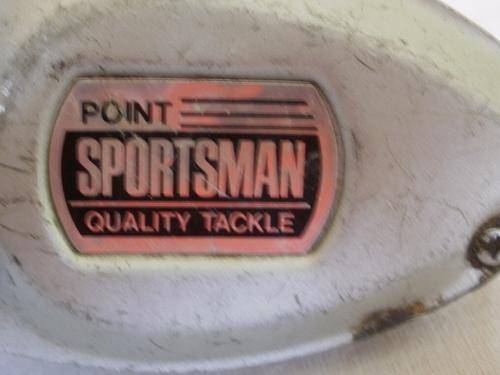 POINT
SPORTSMAN
QUALITY TACKLE